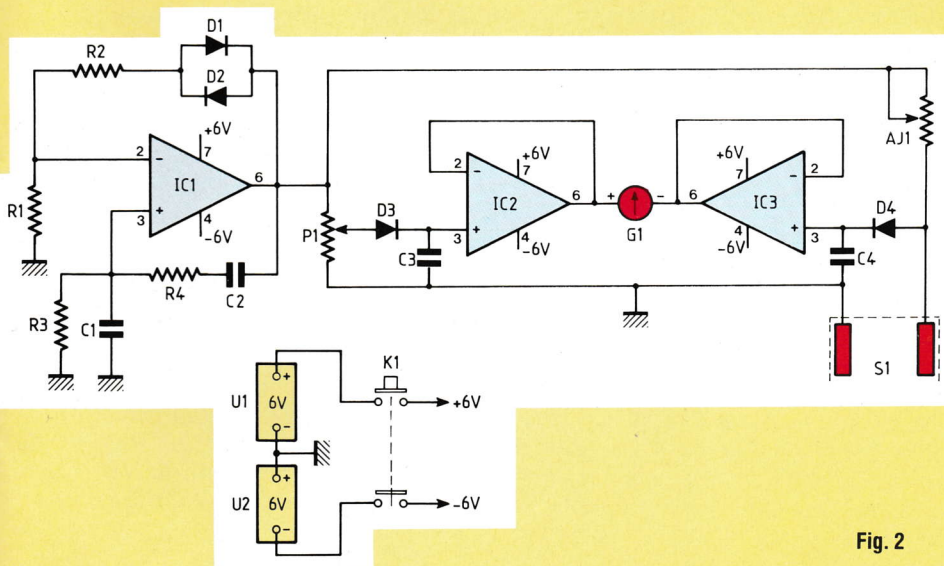 D1
R2
D2
+6V
2
-
7
IC1
6
R1
3
+
4
-6V
R4
C2
R3
C1
AJ1
+6V
2
-
7
IC2
6
P1
D3
3
+
4
-6V
C3
+
-
G1
+6V
7
-
2
6
IC3
D4
4
+
3
-6V
C4
S1
K1
+
U1
6V
-
+6V
+
U2
6V
-
-6V
Fig. 2